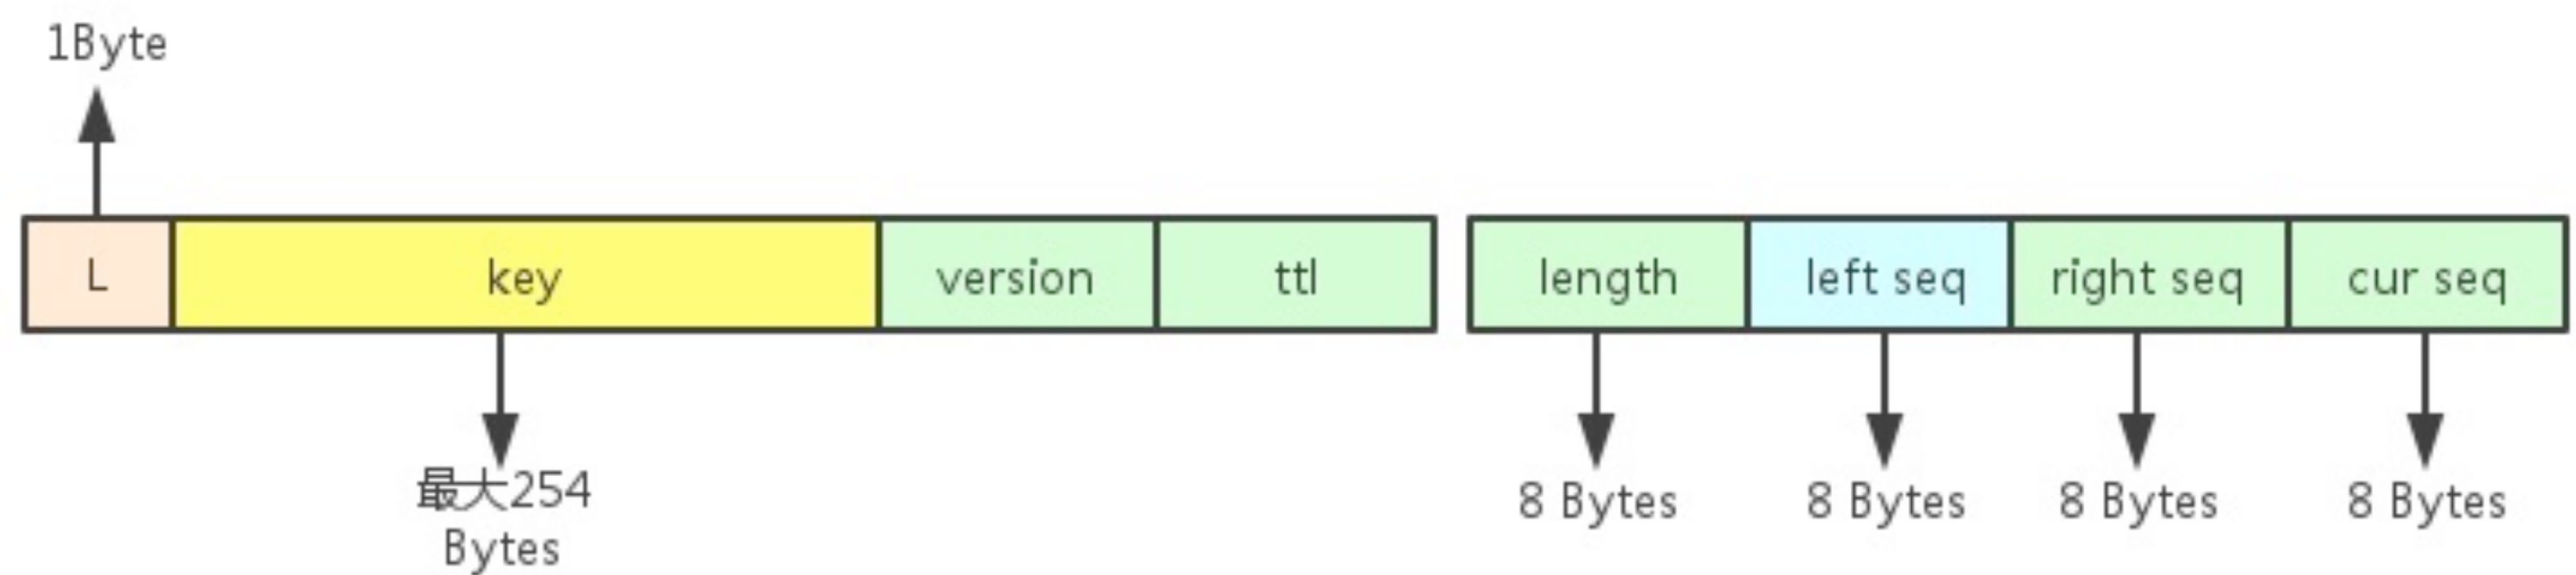 1Byte
L
key
version
ttl
length
left seq
right seq
cur seq
最大254
Bytes
8 Bytes
8 Bytes
8 Bytes
8 Bytes